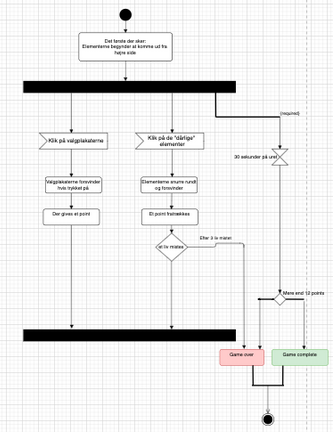 Det første der sker:
Elementerne begynder at komme ud fra
højre side
(required)
Klik på valgplakaterne
Klik på de "dårlige"
elementer
30 sekunder på uret
Valgplakaterne forsvinder
hvis trykket på
Elementerne snurre rundt
og forsvinder
Der gives et point
Et point fratrækkes
Efter 3 liv mistet
et liv mistes
Mere end 12 points
Game over
Game complete